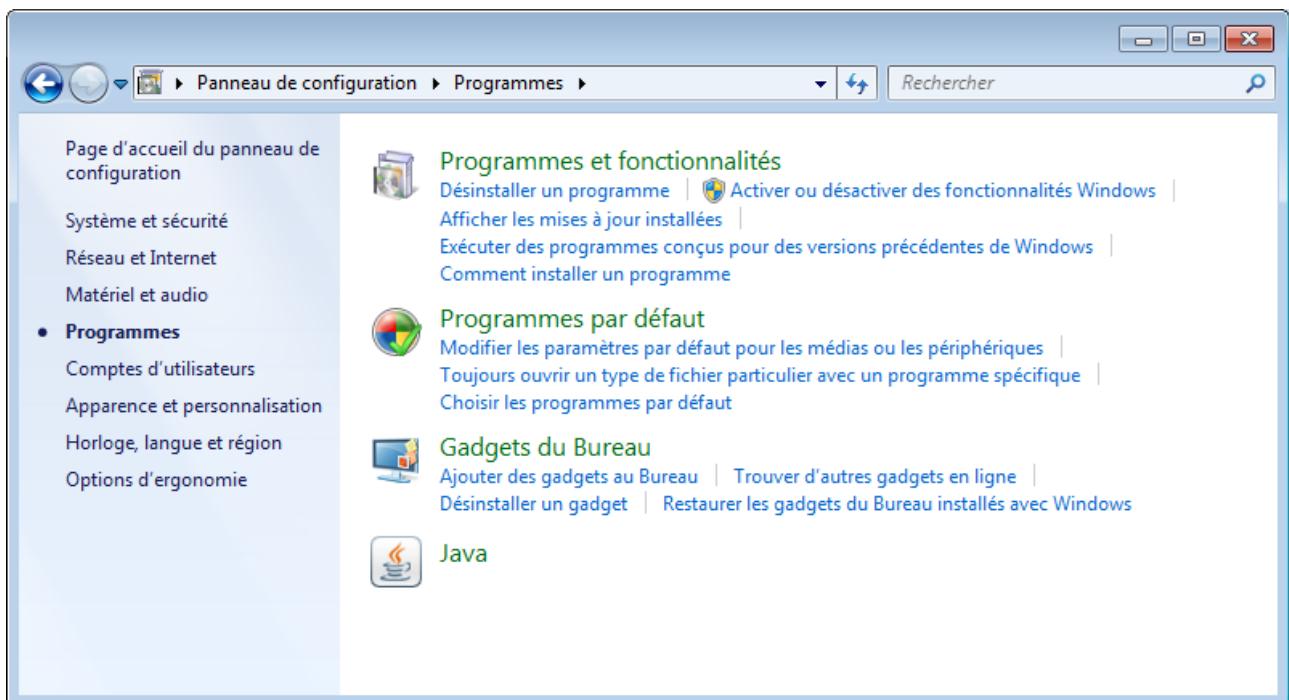 Panneau de configuration Programmes Rechercher
Page d'accueil du panneau de
configuration
Système et sécurité
Réseau et Internet
Matériel et audio
Programmes
Comptes d'utilisateurs
Apparence et personnalisation
Horloge, langue et région
Options d'ergonomie
Programmes et fonctionnalités
Désinstaller un programme Activer ou désactiver des fonctionnalités Windows
Afficher les mises à jour installées
Exécuter des programmes conçus pour des versions précédentes de Windows
Comment installer un programme
Programmes par défaut
Modifier les paramètres par défaut pour les médias ou les périphériques
Toujours ouvrir un type de fichier particulier avec un programme spécifique
Choisir les programmes par défaut
Gadgets du Bureau
Ajouter des gadgets au Bureau Trouver d'autres gadgets en ligne
Désinstaller un gadget Restaurer les gadgets du Bureau installés avec Windows
Java